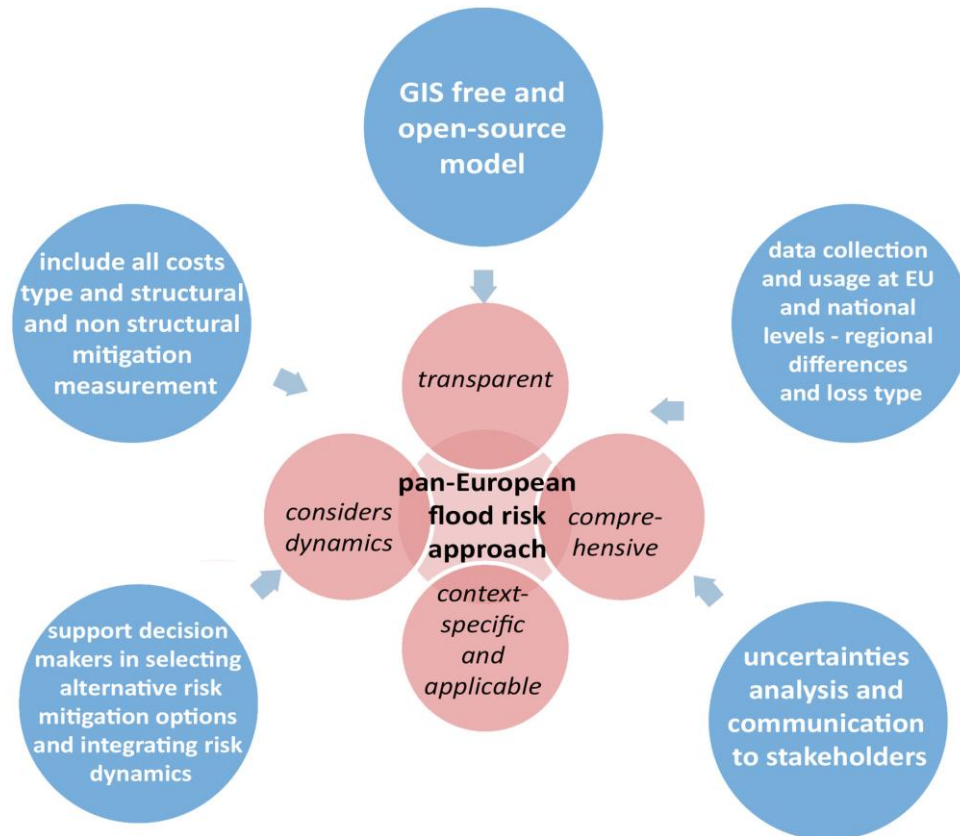 GIS free and
open-source
model
include all costs
type and structural
and non structural
mitigation
measurement
data collection
and usage at EU
and national
levels - regional
differences
and loss type
transparent
considers
dynamics
pan-European
flood risk
approach
compre-
hensive
context-
specific
and
applicable
support decision
makers in selecting
alternative risk
mitigation options
and integrating risk
dynamics
uncertainties
analysis and
communication
to stakeholders